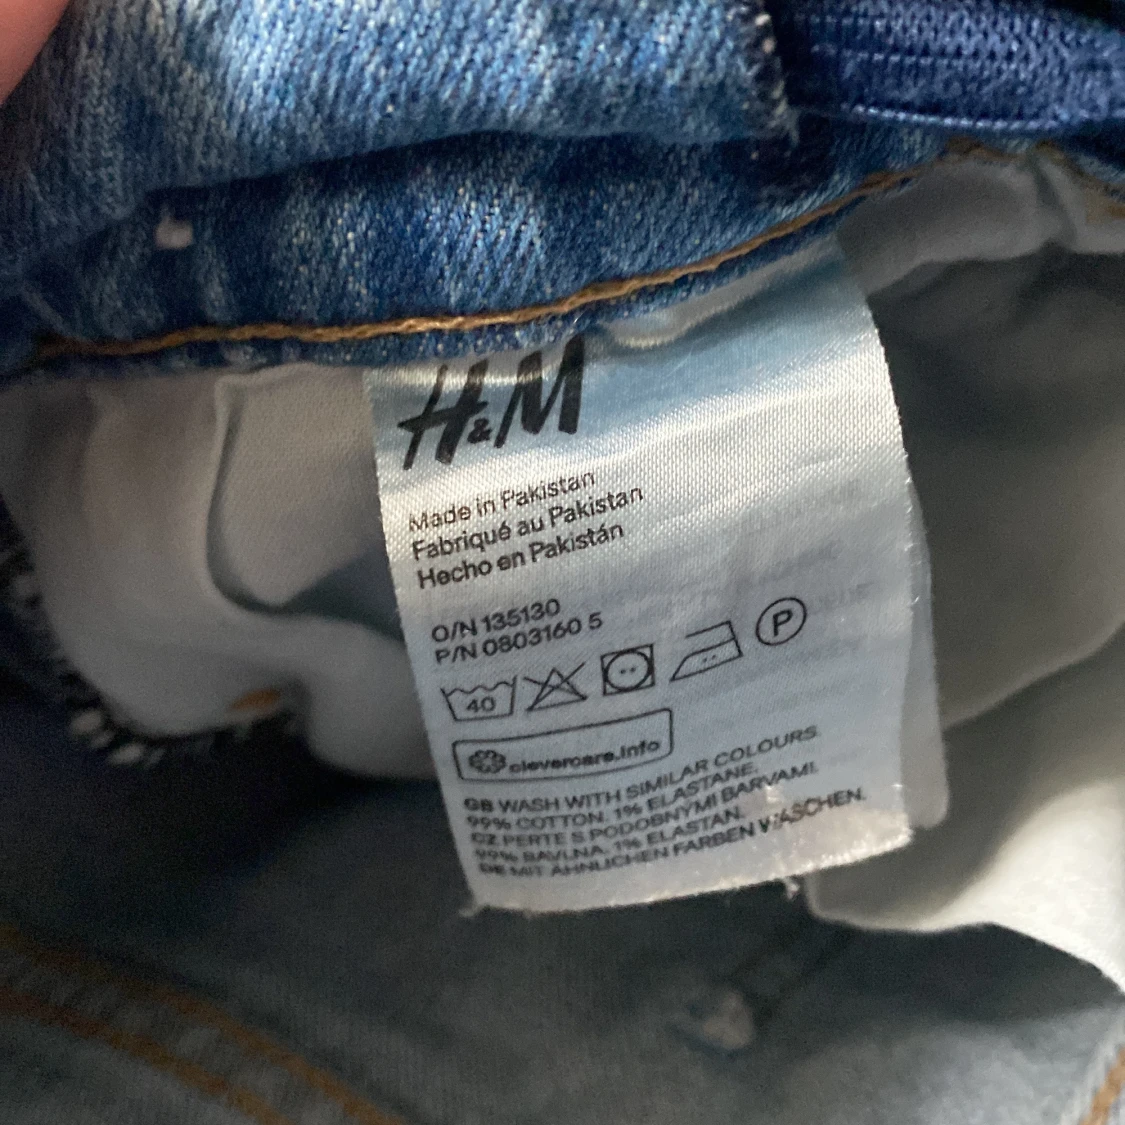 H&M
Made in Pakistan
Fabriqué au Pakistan
Hecho en Pakistán
O/N 135130
P/N 0803160 5
40 P
clevercare.info
GB WASH WITH SIMILAR COLOURS.
99% COTTON, 1% ELASTANE.
CZ PERTE S PODOBNÝMI BARVAMI.
99% BAVLNA, 1% ELASTAN.
DE MIT ÄHNLICHEN FARBEN WASCHEN.